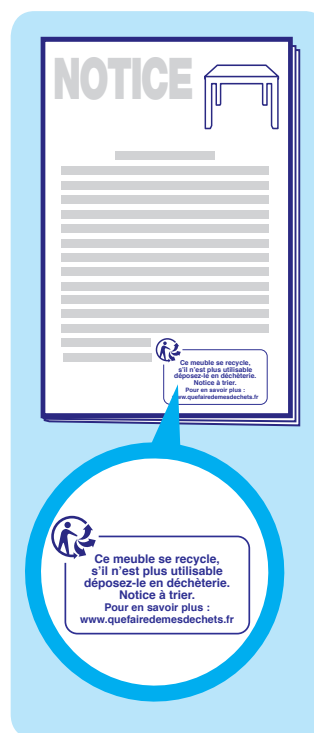 NOTICE
Ce meuble se recycle,
s'il n'est plus utilisable
déposez-le en déchèterie.
Notice à trier.
Pour en savoir plus :
www.quefairedemesdechets.fr
Ce meuble se recycle,
s'il n'est plus utilisable
déposez-le en déchèterie.
Notice à trier.
Pour en savoir plus :
www.quefairedemesdechets.fr